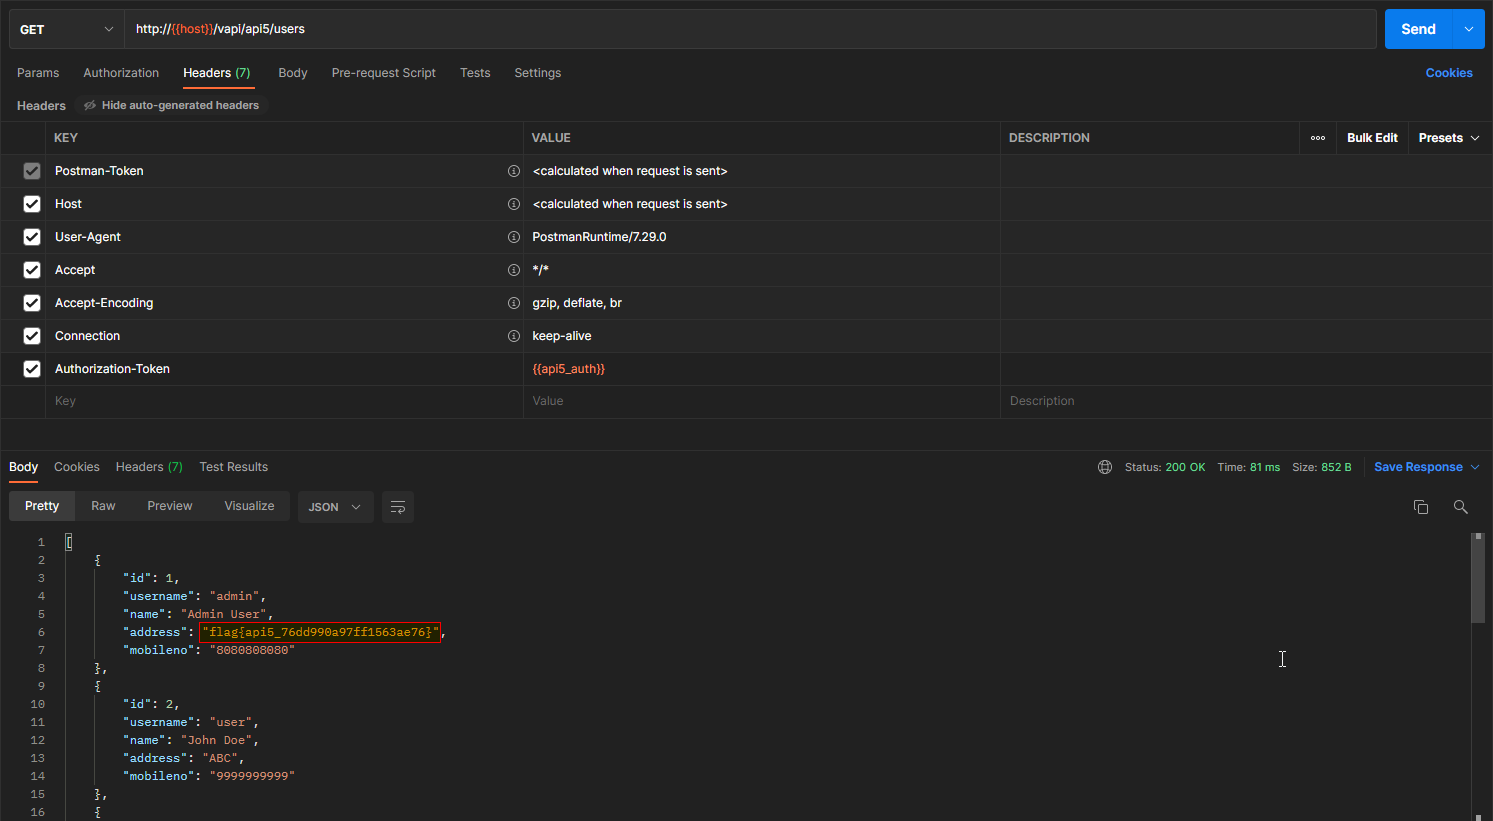 GET http://{{host}}/vapi/api5/users Send
Params Authorization Headers (7) Body Pre-request Script Tests Settings Cookies
Headers Hide auto-generated headers
KEY VALUE DESCRIPTION Bulk Edit Presets
Postman-Token <calculated when request is sent>
Host <calculated when request is sent>
User-Agent PostmanRuntime/7.29.0
Accept */*
Accept-Encoding gzip, deflate, br
Connection keep-alive
Authorization-Token {{api5_auth}}
Key Value Description
Body Cookies Headers (7) Test Results Status: 200 OK Time: 81 ms Size: 852 B Save Response
Pretty Raw Preview Visualize JSON
1 [
2 {
3 "id": 1,
4 "username": "admin",
5 "name": "Admin User",
6 "address": "flag{api5_76dd990a97ff1563ae76}",
7 "mobileno": "8080808080"
8 },
9 {
10 "id": 2,
11 "username": "user",
12 "name": "John Doe",
13 "address": "ABC",
14 "mobileno": "9999999999"
15 },
16 {